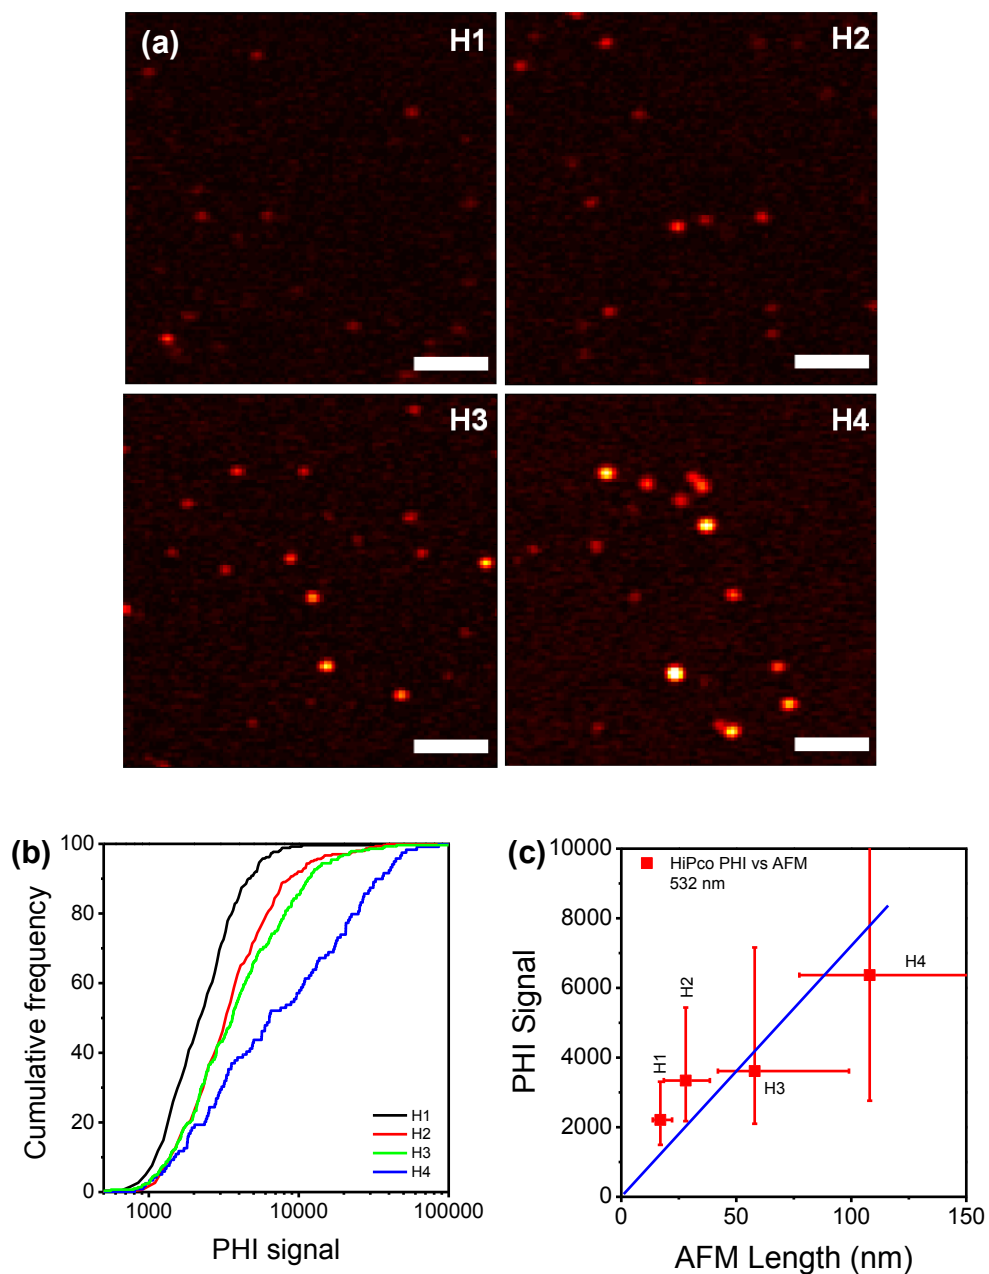 (a)
H1
H2
H3
H4
(b)
100
80
60
40
20
0
Cumulative frequency
H1
H2
H3
H4
1000
10000
100000
PHI signal
(c)
10000
8000
6000
4000
2000
0
PHI Signal
HiPco PHI vs AFM
532 nm
H1
H2
H3
H4
0
50
100
150
AFM Length (nm)